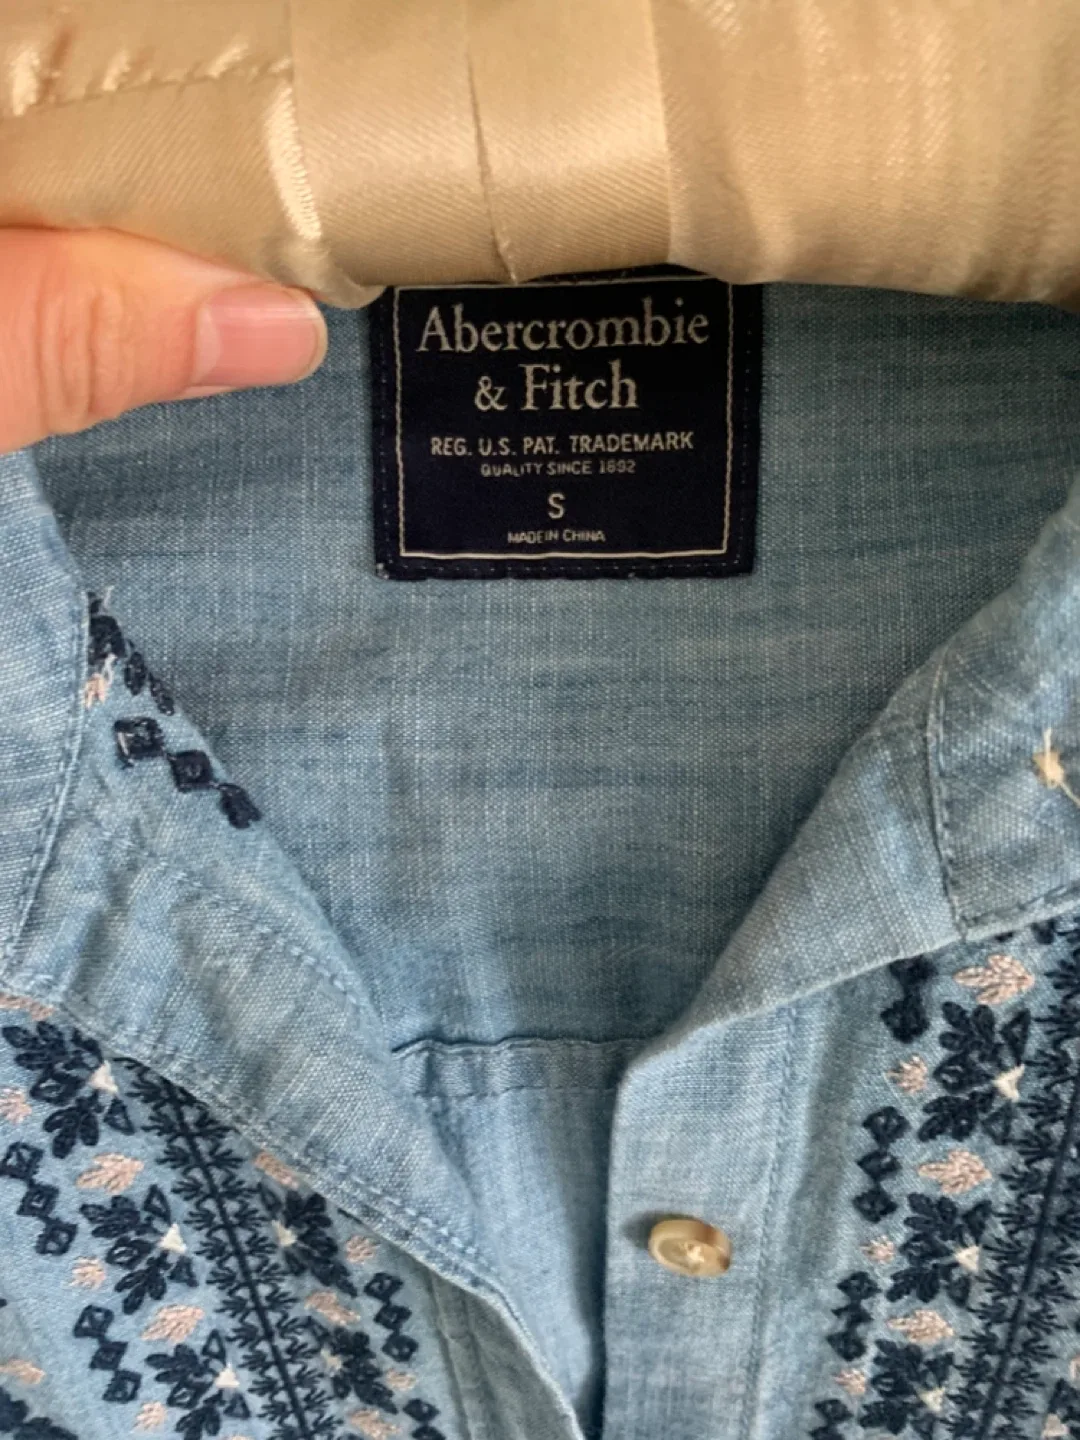 Abercrombie
& Fitch
REG. U.S. PAT. TRADEMARK
QUALITY SINCE 1892
S
MADE IN CHINA